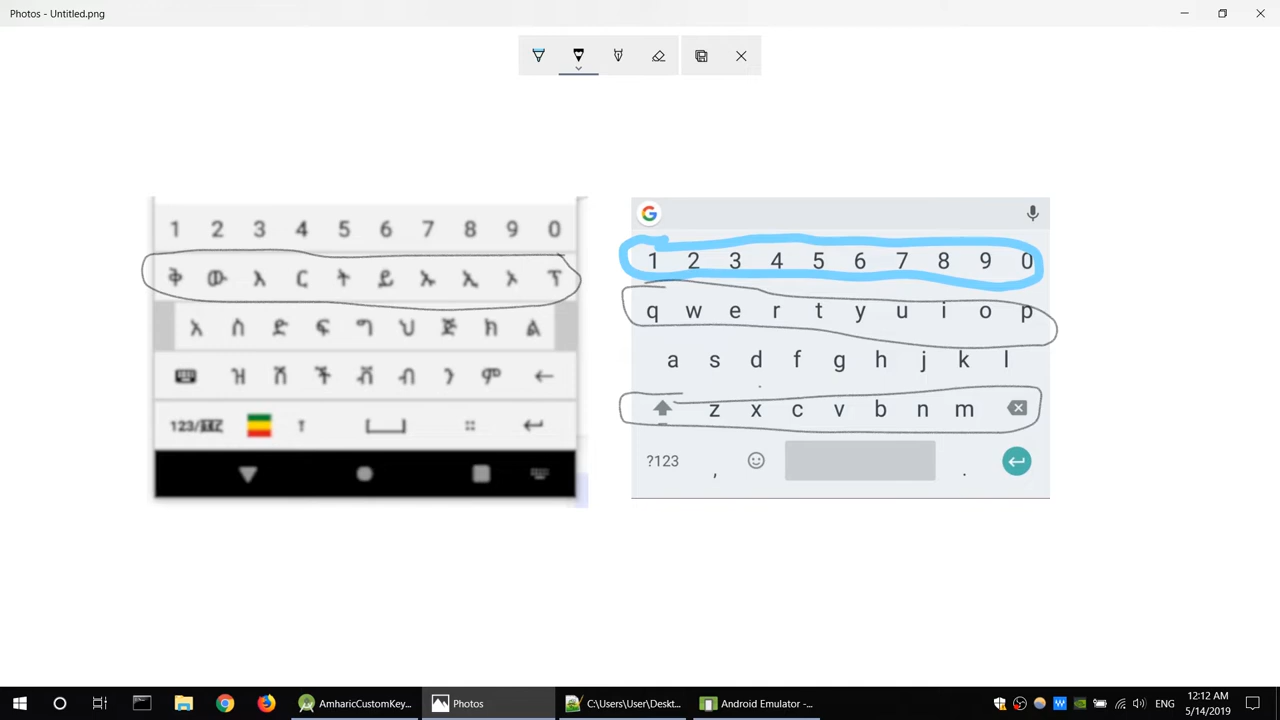 Photos - Untitled.png
1 2 3 4 5 6 7 8 9 0
ቅ ው እ ር ት ይ ኡ ኢ ኦ ፕ
አ ስ ድ ፍ ግ ህ ጅ ክ ል
ዝ ሽ ች ቭ ብ ን ም ←
123/
፡፡
G
1 2 3 4 5 6 7 8 9 0
q w e r t y u i o p
a s d f g h j k l
z x c v b n m
?123 , .
AmharicCustomKey...
Photos
C:\Users\User\Deskt...
Android Emulator -...
ENG
12:12 AM
5/14/2019